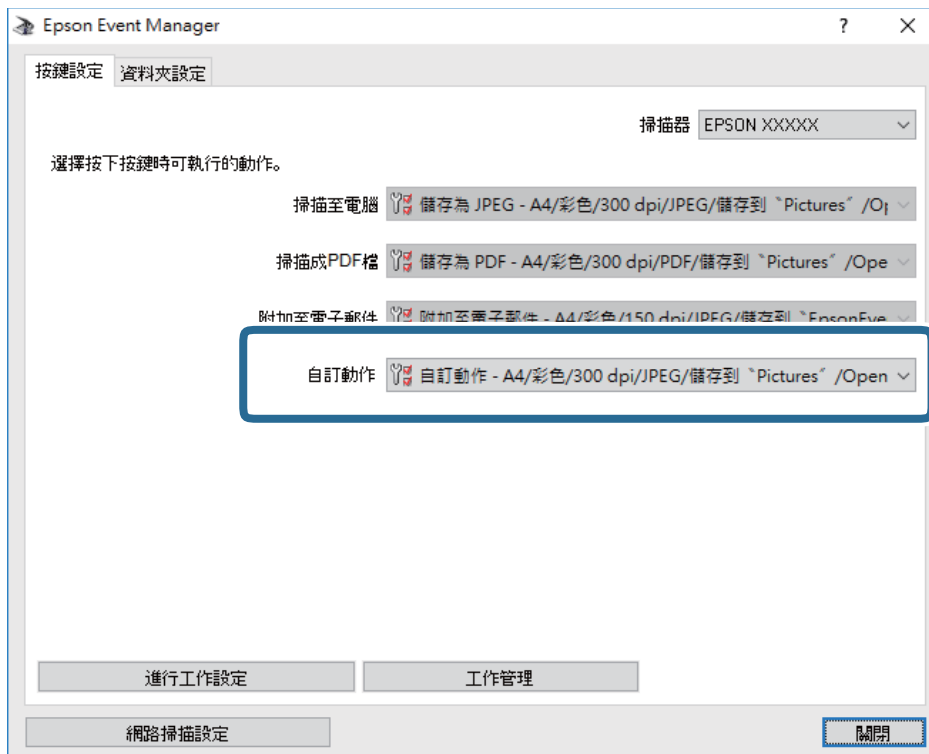 Epson Event Manager
按鍵設定 資料夾設定
掃描器 EPSON XXXXX
選擇按下按鍵時可執行的動作。
掃描至電腦 儲存為 JPEG - A4/彩色/300 dpi/JPEG/儲存到〝Pictures〞/Op
掃描成PDF檔 儲存為 PDF - A4/彩色/300 dpi/PDF/儲存到〝Pictures〞/Ope
附加至電子郵件 附加至電子郵件 - A4/彩色/150 dpi/JPEG/儲存到〝EpsonEve
自訂動作 自訂動作 - A4/彩色/300 dpi/JPEG/儲存到〝Pictures〞/Open
進行工作設定 工作管理
網路掃描設定 關閉